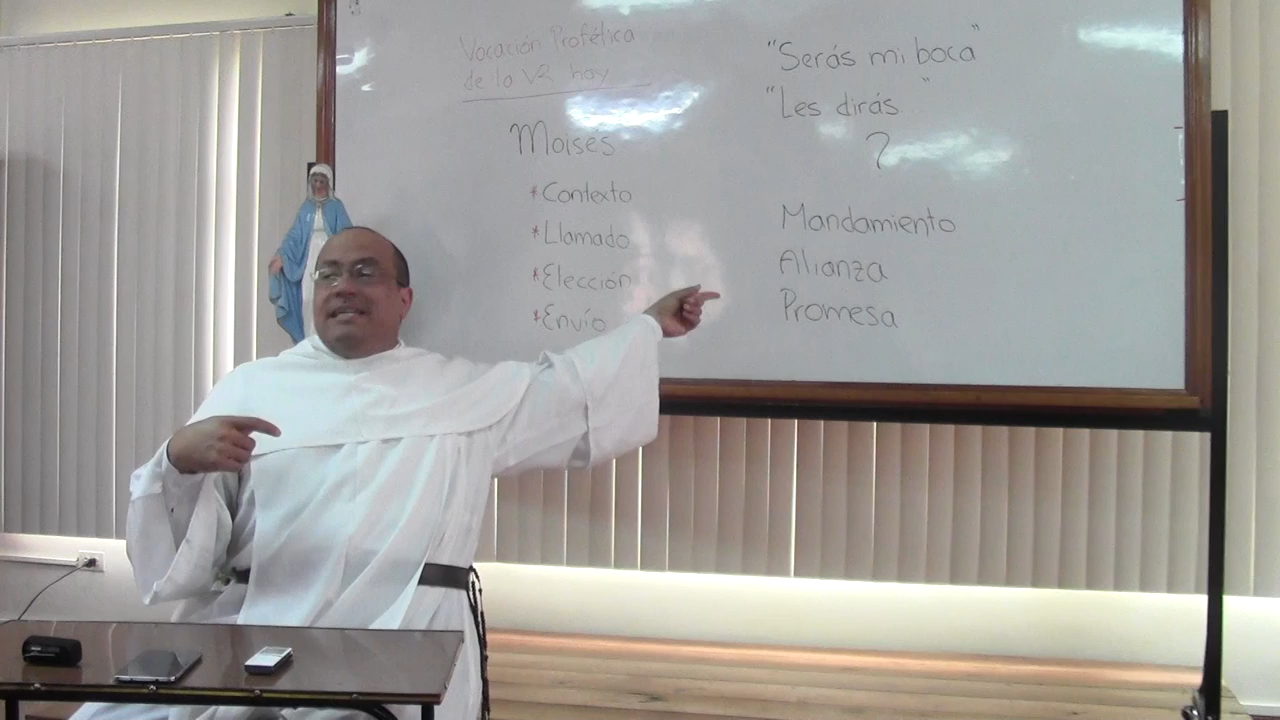 Vocación Profética
de la VR hoy
Moisés
*Contexto
*Llamado
*Elección
*Envío
"Serás mi boca"
"Les dirás "
?
Mandamiento
Alianza
Promesa